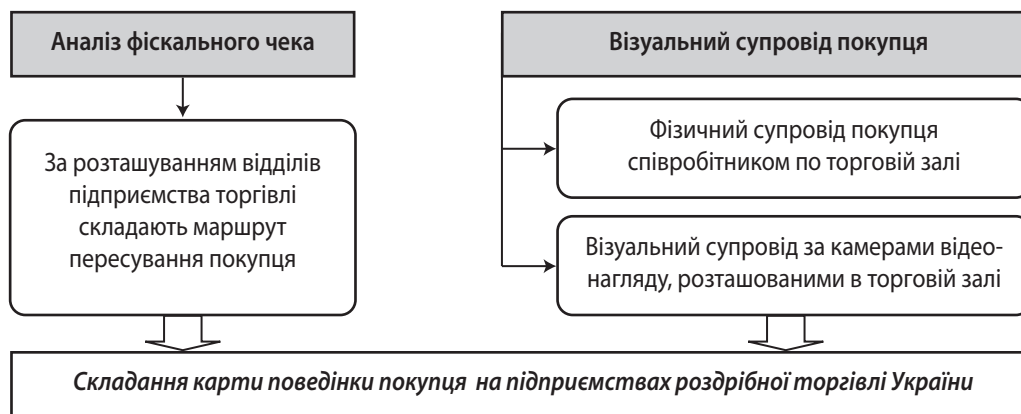 Аналіз фіскального чека
За розташуванням відділів
підприємства торгівлі
складають маршрут
пересування покупця
Візуальний супровід покупця
Фізичний супровід покупця
співробітником по торговій залі
Візуальний супровід за камерами відео-
нагляду, розташованими в торговій залі
Складання карти поведінки покупця на підприємствах роздрібної торгівлі України